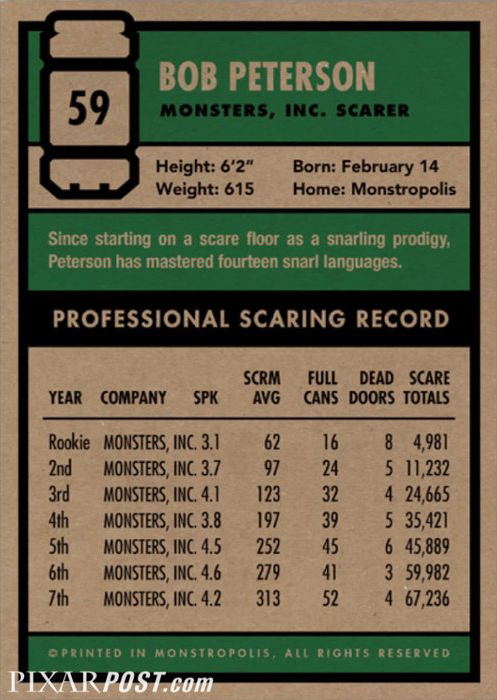 59
BOB PETERSON
MONSTERS, INC. SCARER
Height: 6'2" Born: February 14
Weight: 615 Home: Monstropolis
Since starting on a scare floor as a snarling prodigy,
Peterson has mastered fourteen snarl languages.
PROFESSIONAL SCARING RECORD
SCRM FULL DEAD SCARE
YEAR COMPANY SPK AVG CANS DOORS TOTALS
Rookie MONSTERS, INC. 3.1 62 16 8 4,981
2nd MONSTERS, INC. 3.7 97 24 5 11,232
3rd MONSTERS, INC. 4.1 123 32 4 24,665
4th MONSTERS, INC. 3.8 197 39 5 35,421
5th MONSTERS, INC. 4.5 252 45 6 45,889
6th MONSTERS, INC. 4.6 279 41 3 59,982
7th MONSTERS, INC. 4.2 313 52 4 67,236
©PRINTED IN MONSTROPOLIS, ALL RIGHTS RESERVED
PIXARPOST.com